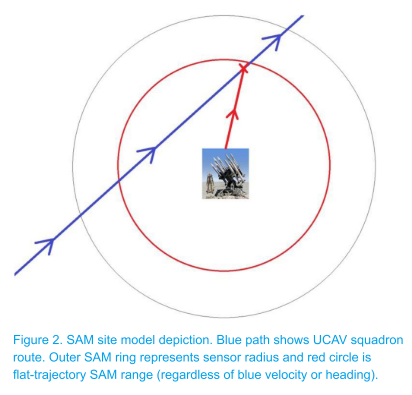 Figure 2. SAM site model depiction. Blue path shows UCAV squadron
route. Outer SAM ring represents sensor radius and red circle is
flat-trajectory SAM range (regardless of blue velocity or heading).